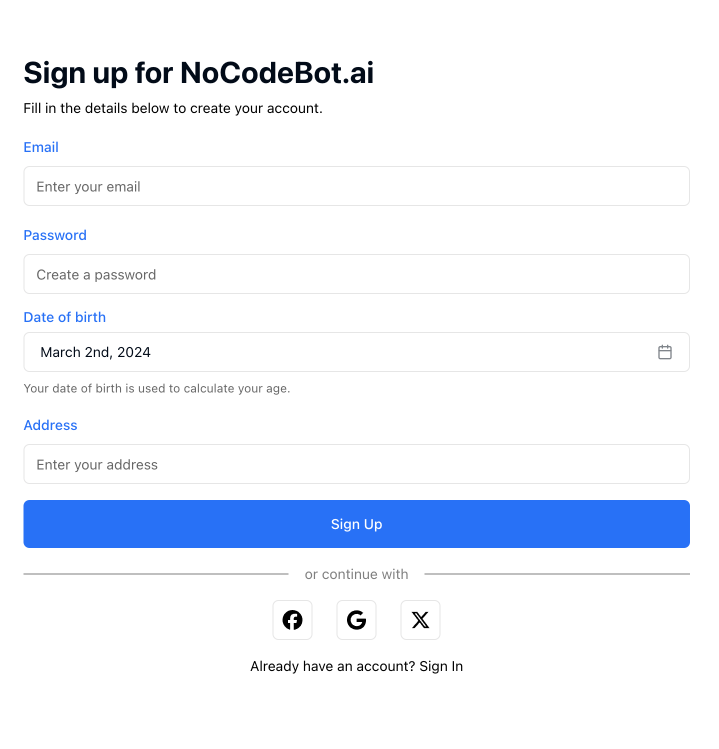 Sign up for NoCodeBot.ai
Fill in the details below to create your account.
Email
Enter your email
Password
Create a password
Date of birth
March 2nd, 2024
Your date of birth is used to calculate your age.
Address
Enter your address
Sign Up
or continue with
Already have an account? Sign In